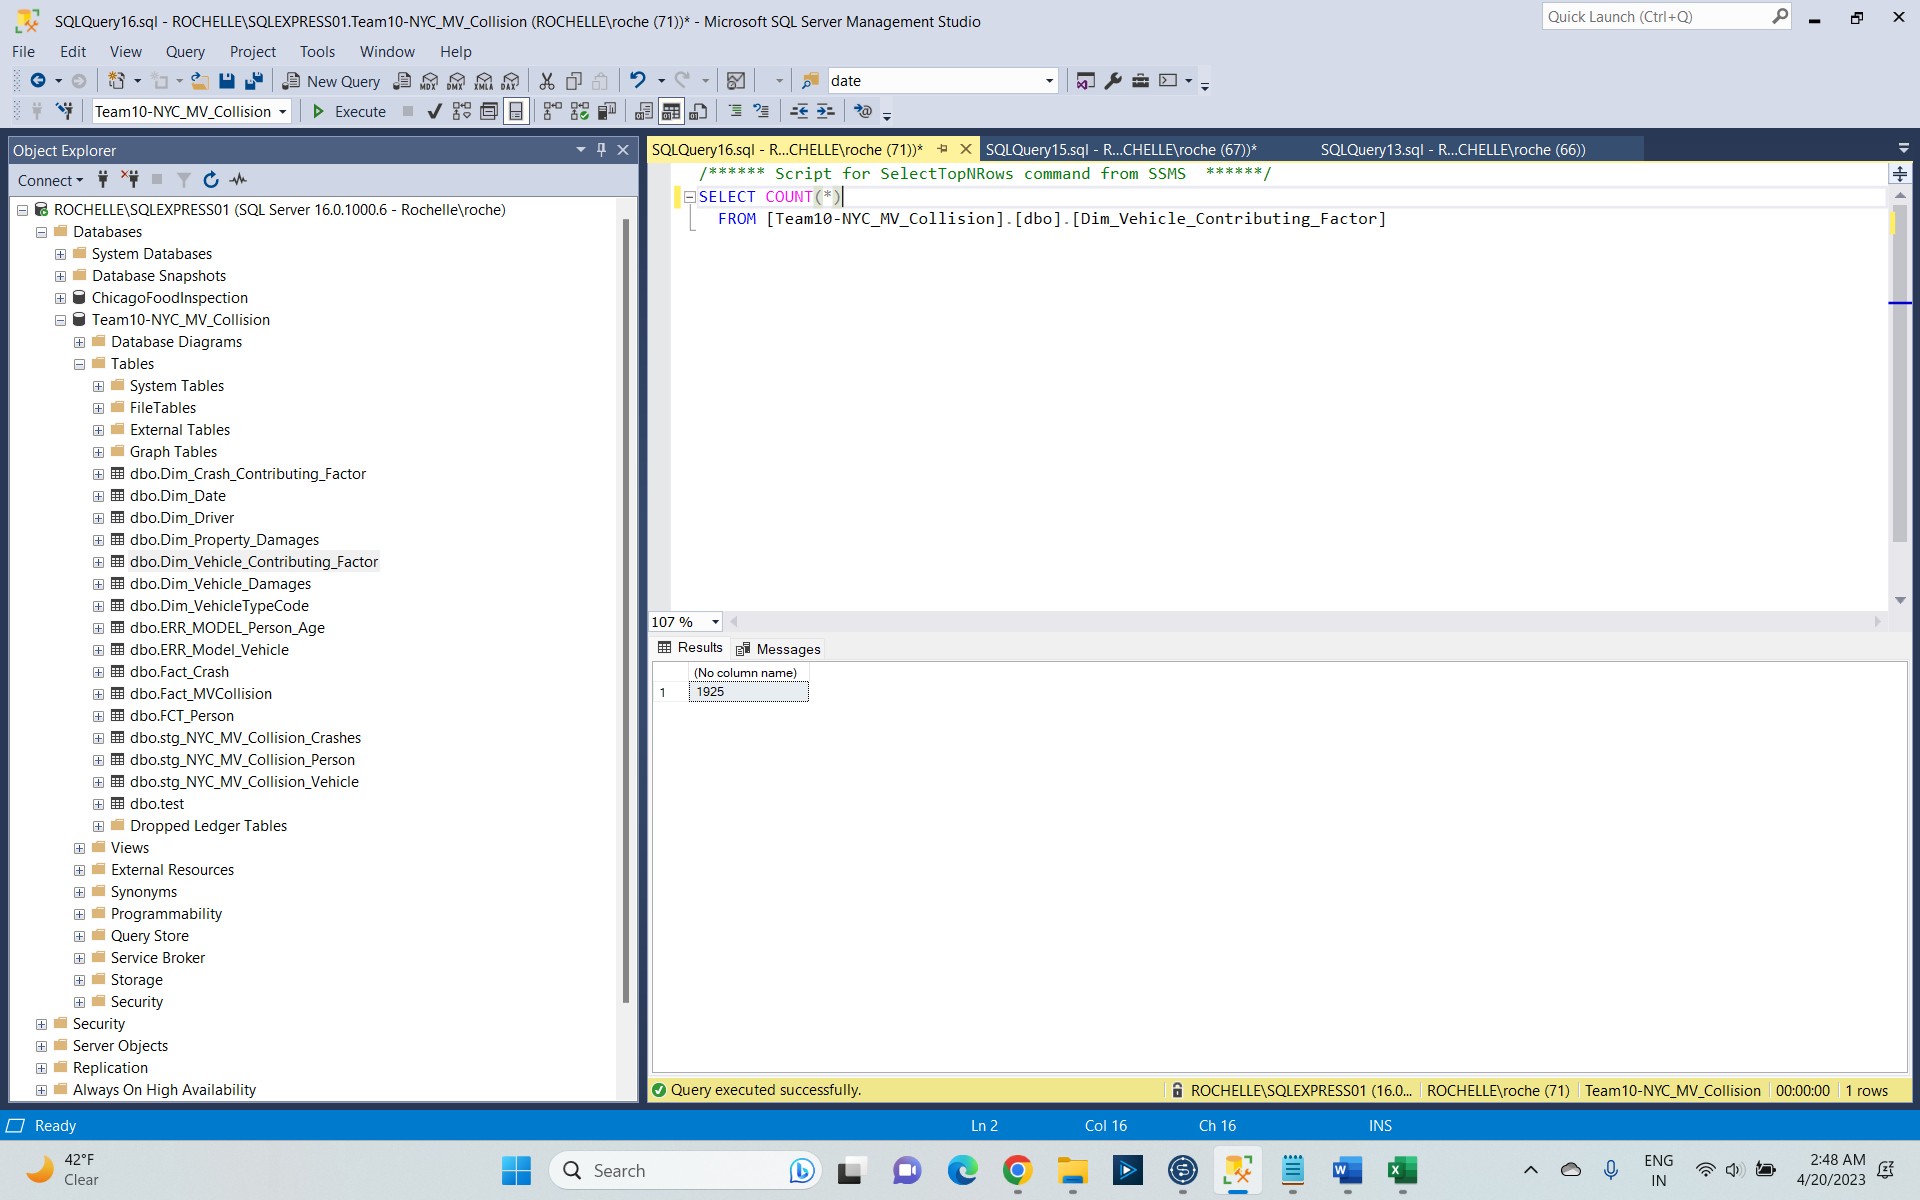 SQLQuery16.sql - ROCHELLE\SQLEXPRESS01.Team10-NYC_MV_Collision (ROCHELLE\roche (71))* - Microsoft SQL Server Management Studio
Quick Launch (Ctrl+Q)
File Edit View Query Project Tools Window Help
New Query MDX DMX XMLA DAX date
Team10-NYC_MV_Collision Execute
Object Explorer
Connect
ROCHELLE\SQLEXPRESS01 (SQL Server 16.0.1000.6 - Rochelle\roche)
Databases
System Databases
Database Snapshots
ChicagoFoodInspection
Team10-NYC_MV_Collision
Database Diagrams
Tables
System Tables
FileTables
External Tables
Graph Tables
dbo.Dim_Crash_Contributing_Factor
dbo.Dim_Date
dbo.Dim_Driver
dbo.Dim_Property_Damages
dbo.Dim_Vehicle_Contributing_Factor
dbo.Dim_Vehicle_Damages
dbo.Dim_VehicleTypeCode
dbo.ERR_MODEL_Person_Age
dbo.ERR_Model_Vehicle
dbo.Fact_Crash
dbo.Fact_MVCollision
dbo.FCT_Person
dbo.stg_NYC_MV_Collision_Crashes
dbo.stg_NYC_MV_Collision_Person
dbo.stg_NYC_MV_Collision_Vehicle
dbo.test
Dropped Ledger Tables
Views
External Resources
Synonyms
Programmability
Query Store
Service Broker
Storage
Security
Security
Server Objects
Replication
Always On High Availability
SQLQuery16.sql - R...CHELLE\roche (71))* SQLQuery15.sql - R...CHELLE\roche (67))* SQLQuery13.sql - R...CHELLE\roche (66))
/****** Script for SelectTopNRows command from SSMS ******/
SELECT COUNT(*)
FROM [Team10-NYC_MV_Collision].[dbo].[Dim_Vehicle_Contributing_Factor]
107 %
Results Messages
(No column name)
1 1925
Query executed successfully. ROCHELLE\SQLEXPRESS01 (16.0... ROCHELLE\roche (71) Team10-NYC_MV_Collision 00:00:00 1 rows
Ready Ln 2 Col 16 Ch 16 INS
42°F
Clear
Search
ENG
IN
2:48 AM
4/20/2023